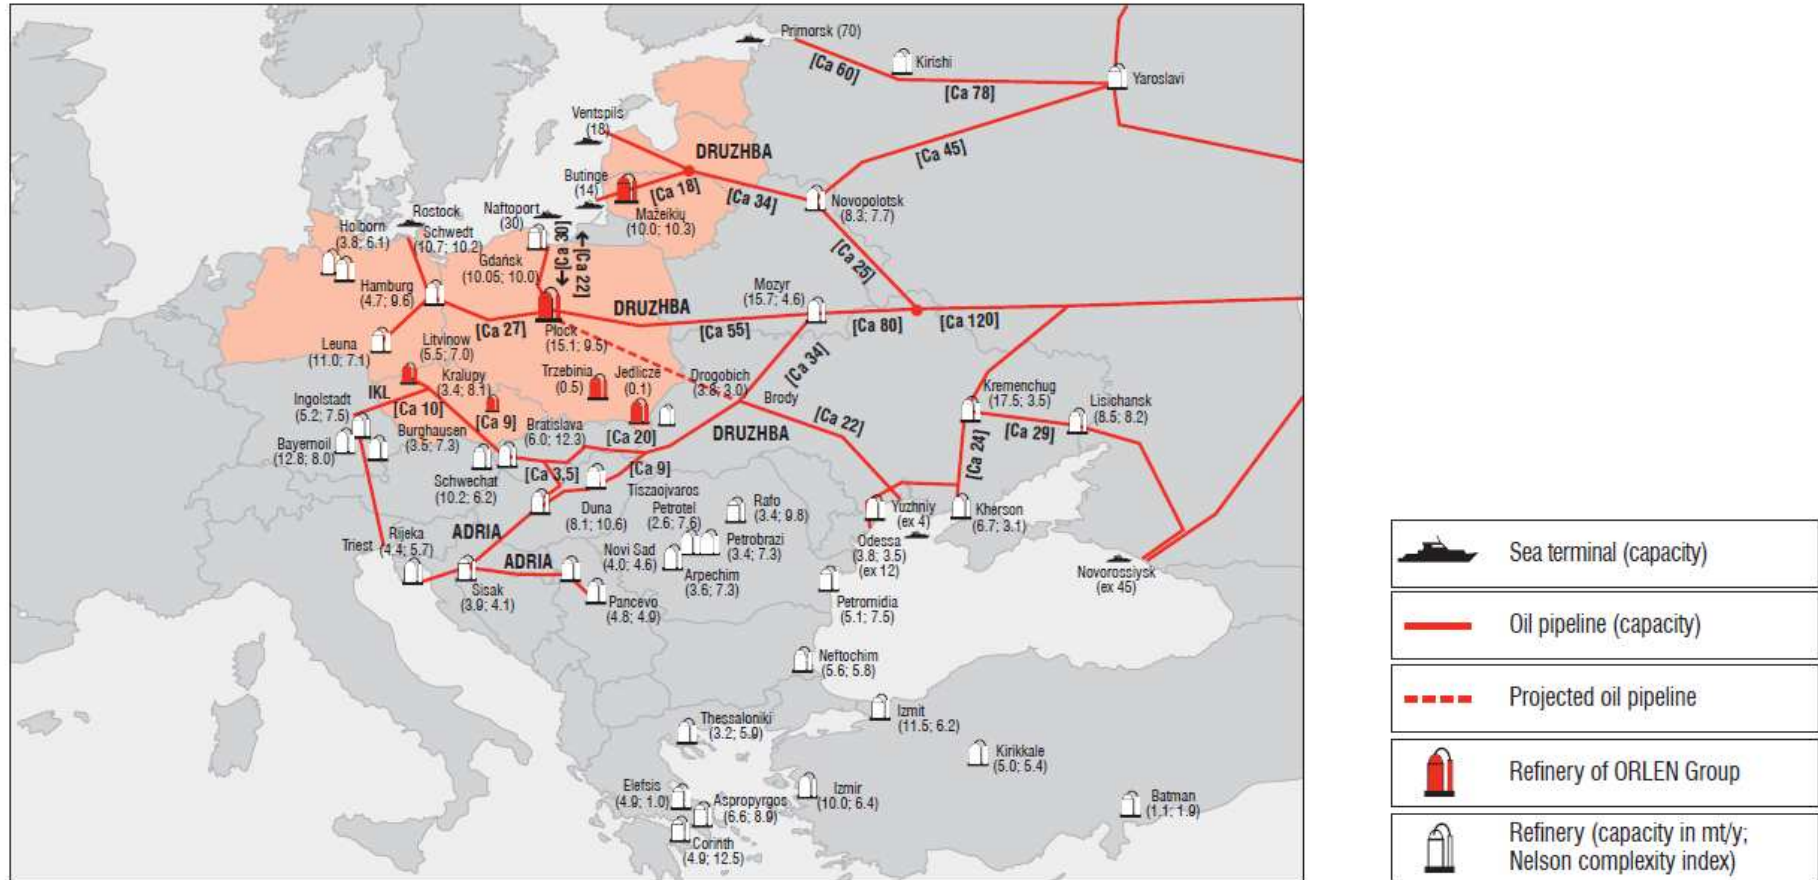 Primorsk (70)
[Ca 60]
Kirishi
[Ca 78]
Yaroslavi
Ventspils
(18)
DRUZHBA
[Ca 45]
Butinge
(14)
[Ca 18]
[Ca 34]
Mažeikių
(10.0; 10.3)
Novopolotsk
(8.3; 7.7)
[Ca 25]
Rostock
Naftoport
(30)
Holborn
(3.8; 6.1)
Schwedt
(10.7; 10.2)
Gdańsk
(10.05; 10.0)
[Ca 30]
[Ca 22]
Hamburg
(4.7; 9.6)
DRUZHBA
Mozyr
(15.7; 4.6)
[Ca 27]
Płock
(15.1; 9.5)
[Ca 55]
[Ca 80]
[Ca 120]
Leuna
(11.0; 7.1)
Litvinow
(5.5; 7.0)
[Ca 34]
IKL
Kralupy
(3.4; 8.1)
Trzebinia
(0.5)
Jedlicze
(0.1)
Drogobich
(3.8; 3.0)
Brody
Kremenchug
(17.5; 3.5)
Lisichansk
(8.5; 8.2)
Ingolstadt
(5.2; 7.5)
[Ca 10]
[Ca 9]
[Ca 22]
[Ca 29]
Bayernoil
(12.8; 8.0)
Burghausen
(3.5; 7.3)
Bratislava
(6.0; 12.3)
[Ca 20]
DRUZHBA
[Ca 24]
Schwechat
(10.2; 6.2)
[Ca 3,5]
[Ca 9]
Tiszaojvaros
Duna
(8.1; 10.6)
Petrotel
(2.6; 7.6)
Rafo
(3.4; 9.8)
Yuzhniy
(ex 4)
Kherson
(6.7; 3.1)
Triest
Rijeka
(4.4; 5.7)
ADRIA
ADRIA
Novi Sad
(4.0; 4.6)
Petrobrazi
(3.4; 7.3)
Odessa
(3.8; 3.5)
(ex 12)
Arpechim
(3.6; 7.3)
Novorossiysk
(ex 45)
Sisak
(3.9; 4.1)
Pancevo
(4.8; 4.9)
Petromidia
(5.1; 7.5)
Neftochim
(5.6; 5.8)
Thessaloniki
(3.2; 5.9)
Izmit
(11.5; 6.2)
Kirikkale
(5.0; 5.4)
Elefsis
(4.9; 1.0)
Aspropyrgos
(6.6; 8.9)
Izmir
(10.0; 6.4)
Batman
(1.1; 1.9)
Corinth
(4.9; 12.5)
Sea terminal (capacity)
Oil pipeline (capacity)
Projected oil pipeline
Refinery of ORLEN Group
Refinery (capacity in mt/y;
Nelson complexity index)